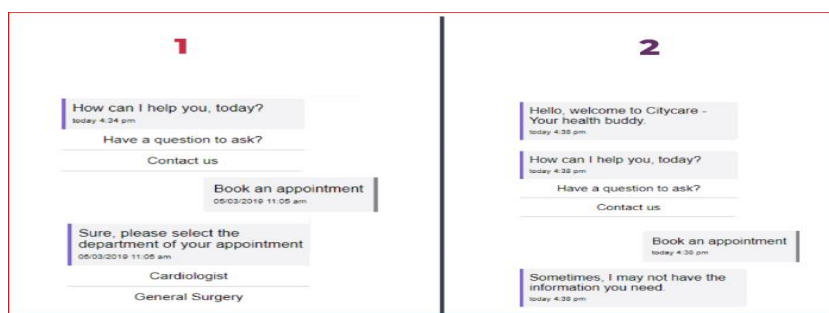 1
How can I help you, today?
today 4:34 pm
Have a question to ask?
Contact us
Book an appointment
05/03/2019 11:05 am
Sure, please select the
department of your appointment
05/03/2019 11:05 am
Cardiologist
General Surgery
2
Hello, welcome to Citycare -
Your health buddy.
today 4:38 pm
How can I help you, today?
today 4:38 pm
Have a question to ask?
Contact us
Book an appointment
today 4:38 pm
Sometimes, I may not have the
information you need.
today 4:38 pm